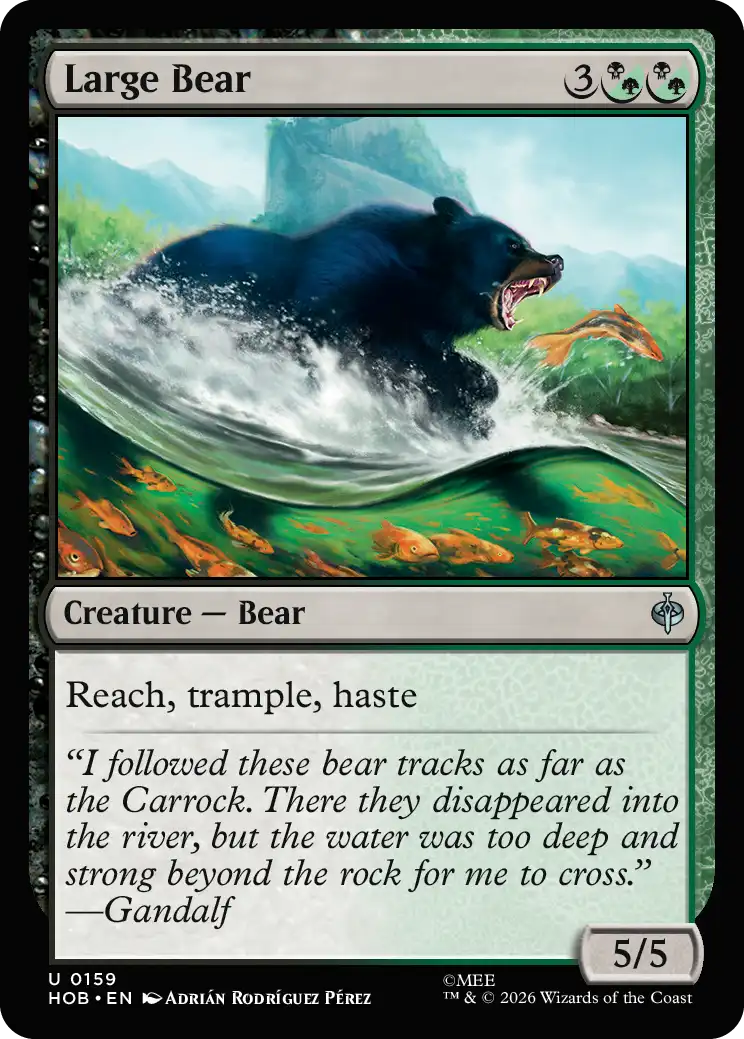 Large Bear 3
Creature — Bear
Reach, trample, haste
“I followed these bear tracks as far as
the Carrock. There they disappeared into
the river, but the water was too deep and
strong beyond the rock for me to cross.”
—Gandalf
5/5
U 0159
HOB • EN Adrián Rodríguez Pérez
©MEE
™ & © 2026 Wizards of the Coast